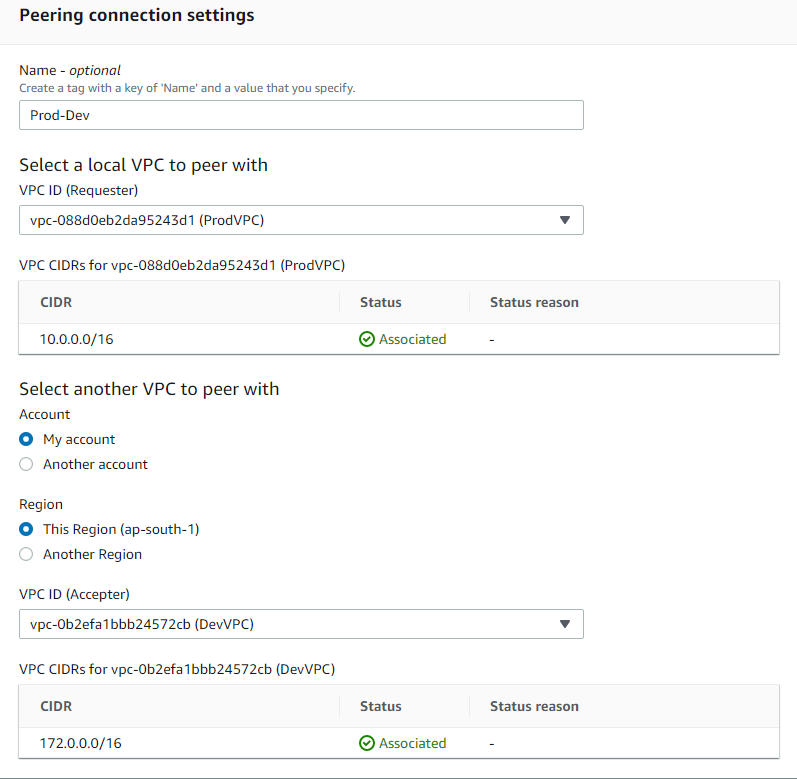 Peering connection settings
Name - optional
Create a tag with a key of 'Name' and a value that you specify.
Prod-Dev
Select a local VPC to peer with
VPC ID (Requester)
vpc-088d0eb2da95243d1 (ProdVPC)
VPC CIDRs for vpc-088d0eb2da95243d1 (ProdVPC)
CIDR Status Status reason
10.0.0.0/16 Associated -
Select another VPC to peer with
Account
My account
Another account
Region
This Region (ap-south-1)
Another Region
VPC ID (Accepter)
vpc-0b2efa1bbb24572cb (DevVPC)
VPC CIDRs for vpc-0b2efa1bbb24572cb (DevVPC)
CIDR Status Status reason
172.0.0.0/16 Associated -